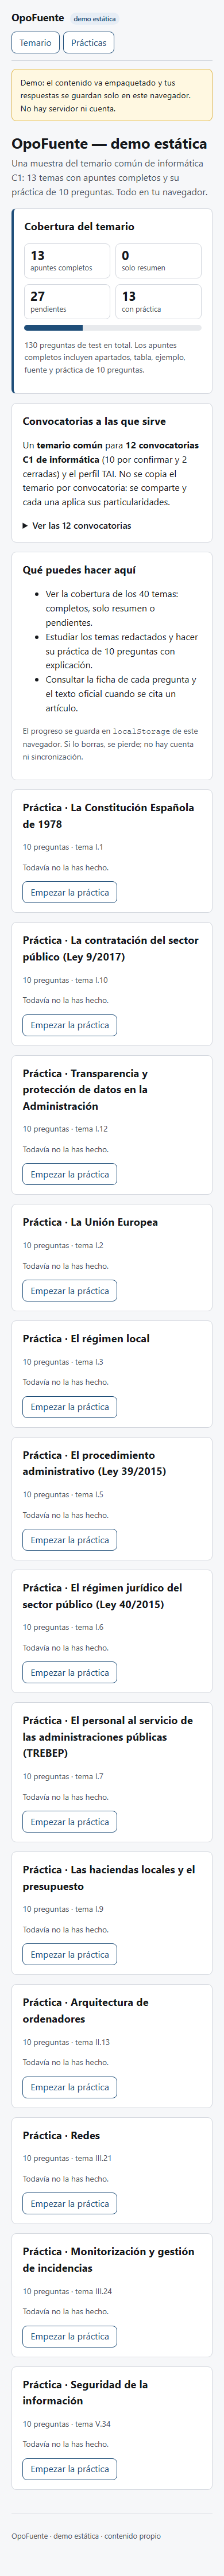 OpoFuente demo estática
Temario Prácticas
Demo: el contenido va empaquetado y tus
respuestas se guardan solo en este navegador.
No hay servidor ni cuenta.
OpoFuente — demo estática
Una muestra del temario común de informática
C1: 13 temas con apuntes completos y su
práctica de 10 preguntas. Todo en tu navegador.
Cobertura del temario
13
apuntes completos
0
solo resumen
27
pendientes
13
con práctica
130 preguntas de test en total. Los apuntes
completos incluyen apartados, tabla, ejemplo,
fuente y práctica de 10 preguntas.
Convocatorias a las que sirve
Un temario común para 12 convocatorias
C1 de informática (10 por confirmar y 2
cerradas) y el perfil TAI. No se copia el
temario por convocatoria: se comparte y
cada una aplica sus particularidades.
▶ Ver las 12 convocatorias
Qué puedes hacer aquí
• Ver la cobertura de los 40 temas:
completos, solo resumen o
pendientes.
• Estudiar los temas redactados y hacer
su práctica de 10 preguntas con
explicación.
• Consultar la ficha de cada pregunta y
el texto oficial cuando se cita un
artículo.
El progreso se guarda en localStorage de este
navegador. Si lo borras, se pierde: no hay cuenta
ni sincronización.
Práctica · La Constitución Española
de 1978
10 preguntas · tema I.1
Todavía no la has hecho.
Empezar la práctica
Práctica · La contratación del sector
público (Ley 9/2017)
10 preguntas · tema I.10
Todavía no la has hecho.
Empezar la práctica
Práctica · Transparencia y
protección de datos en la
Administración
10 preguntas · tema I.12
Todavía no la has hecho.
Empezar la práctica
Práctica · La Unión Europea
10 preguntas · tema I.2
Todavía no la has hecho.
Empezar la práctica
Práctica · El régimen local
10 preguntas · tema I.3
Todavía no la has hecho.
Empezar la práctica
Práctica · El procedimiento
administrativo (Ley 39/2015)
10 preguntas · tema I.5
Todavía no la has hecho.
Empezar la práctica
Práctica · El régimen jurídico del
sector público (Ley 40/2015)
10 preguntas · tema I.6
Todavía no la has hecho.
Empezar la práctica
Práctica · El personal al servicio de
las administraciones públicas
(TREBEP)
10 preguntas · tema I.7
Todavía no la has hecho.
Empezar la práctica
Práctica · Las haciendas locales y el
presupuesto
10 preguntas · tema I.9
Todavía no la has hecho.
Empezar la práctica
Práctica · Arquitectura de
ordenadores
10 preguntas · tema II.13
Todavía no la has hecho.
Empezar la práctica
Práctica · Redes
10 preguntas · tema III.21
Todavía no la has hecho.
Empezar la práctica
Práctica · Monitorización y gestión
de incidencias
10 preguntas · tema III.24
Todavía no la has hecho.
Empezar la práctica
Práctica · Seguridad de la
información
10 preguntas · tema V.34
Todavía no la has hecho.
Empezar la práctica
OpoFuente · demo estática · contenido propio